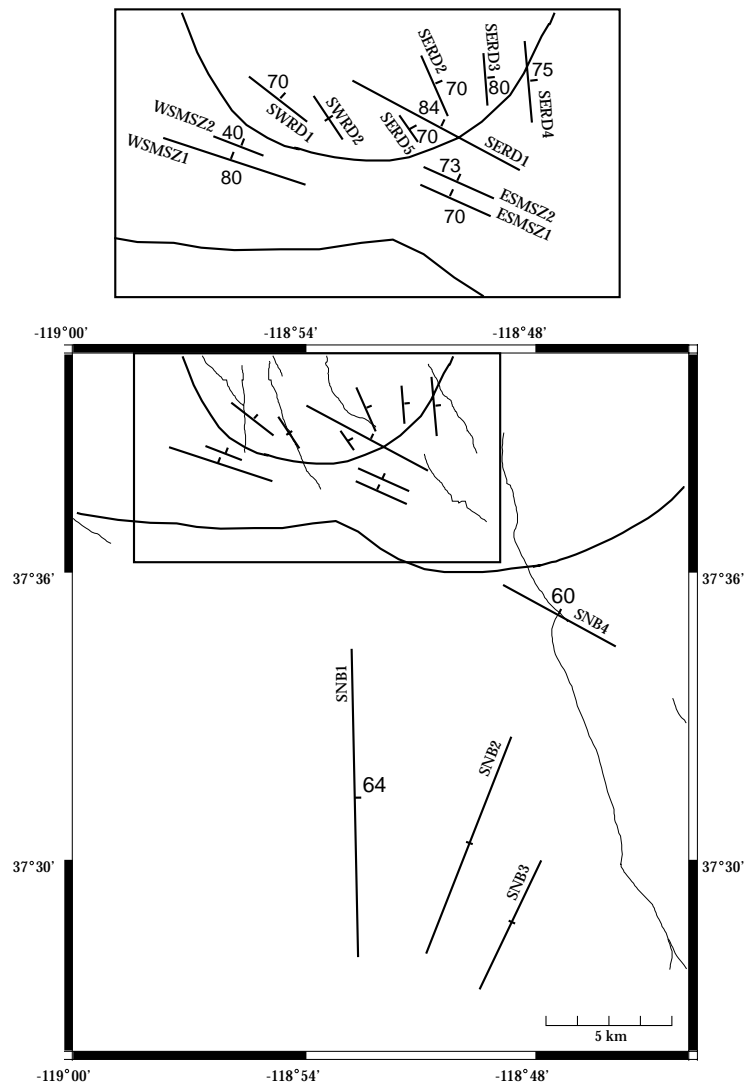 SERD2
SERD3
75
70
70
80
SERD4
WSMSZ2
SWRD1
SWRD2
84
SERD5
70
SERD1
40
WSMSZ1
80
73
ESMSZ2
70
ESMSZ1
-119°00'
-118°54'
-118°48'
37°36'
37°36'
60
SNB4
SNB1
SNB2
64
SNB3
37°30'
37°30'
5 km
-119°00'
-118°54'
-118°48'